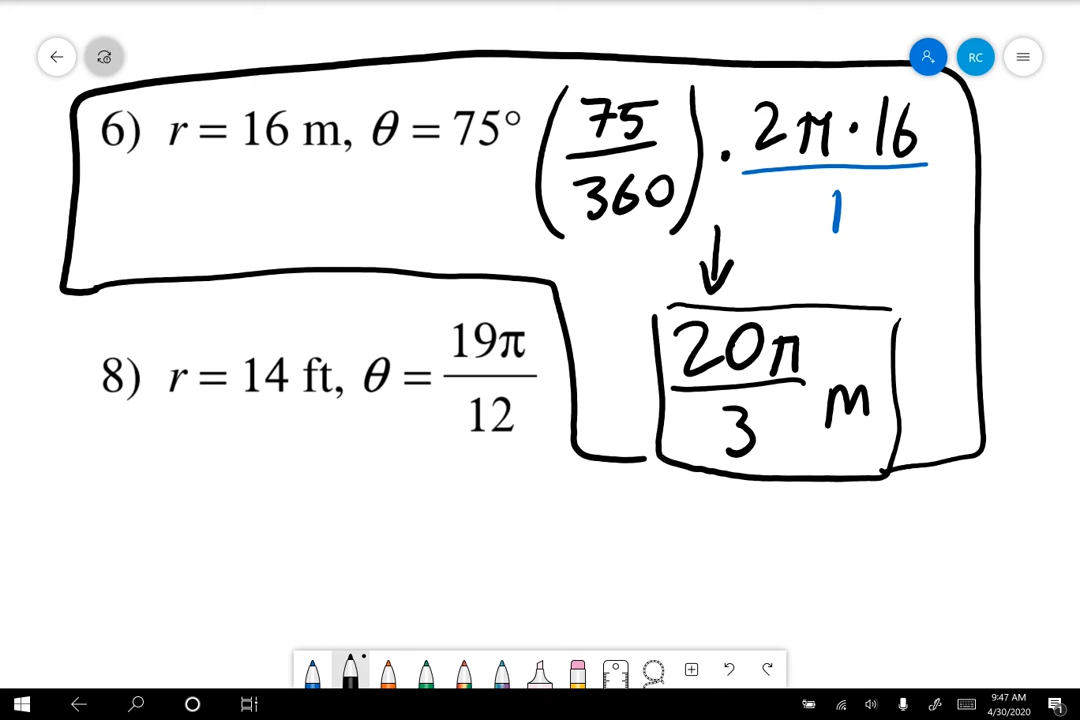 RC
6) r = 16 m, θ = 75° (75/360) · 2π·16/1
↓
20π/3 m
8) r = 14 ft, θ = 19π/12
9:47 AM
4/30/2020
1